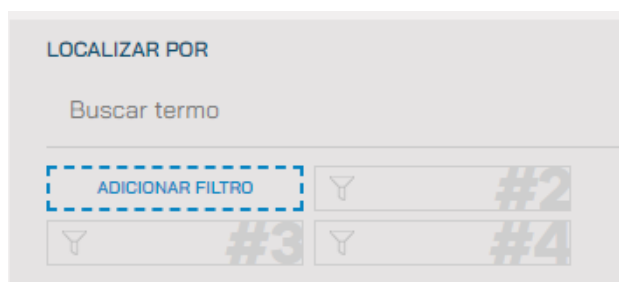 LOCALIZAR POR
Buscar termo
ADICIONAR FILTRO
#2
#3
#4